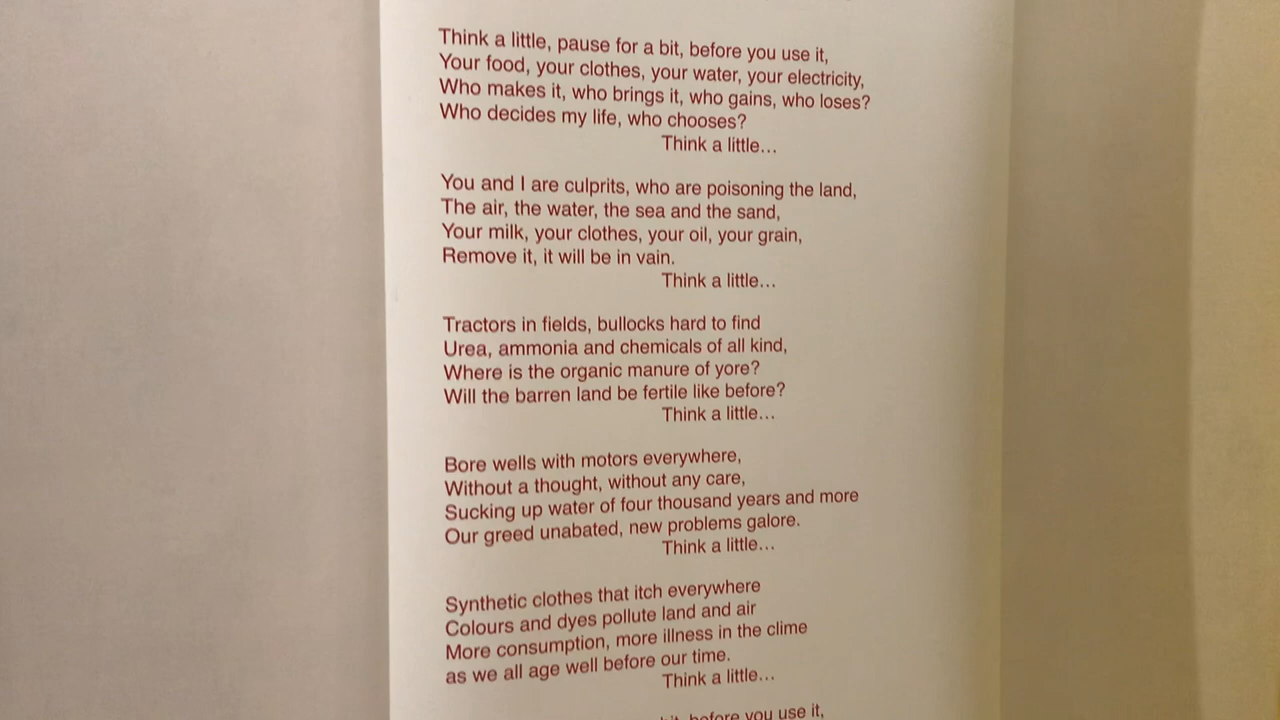 Think a little, pause for a bit, before you use it,
Your food, your clothes, your water, your electricity,
Who makes it, who brings it, who gains, who loses?
Who decides my life, who chooses?
Think a little...
You and I are culprits, who are poisoning the land,
The air, the water, the sea and the sand,
Your milk, your clothes, your oil, your grain,
Remove it, it will be in vain.
Think a little...
Tractors in fields, bullocks hard to find
Urea, ammonia and chemicals of all kind,
Where is the organic manure of yore?
Will the barren land be fertile like before?
Think a little...
Bore wells with motors everywhere,
Without a thought, without any care,
Sucking up water of four thousand years and more
Our greed unabated, new problems galore.
Think a little...
Synthetic clothes that itch everywhere
Colours and dyes pollute land and air
More consumption, more illness in the clime
as we all age well before our time.
Think a little...
bit, before you use it,